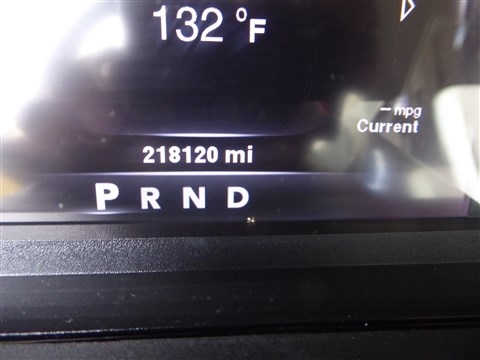 132 °F
– mpg
Current
218120 mi
P R N D